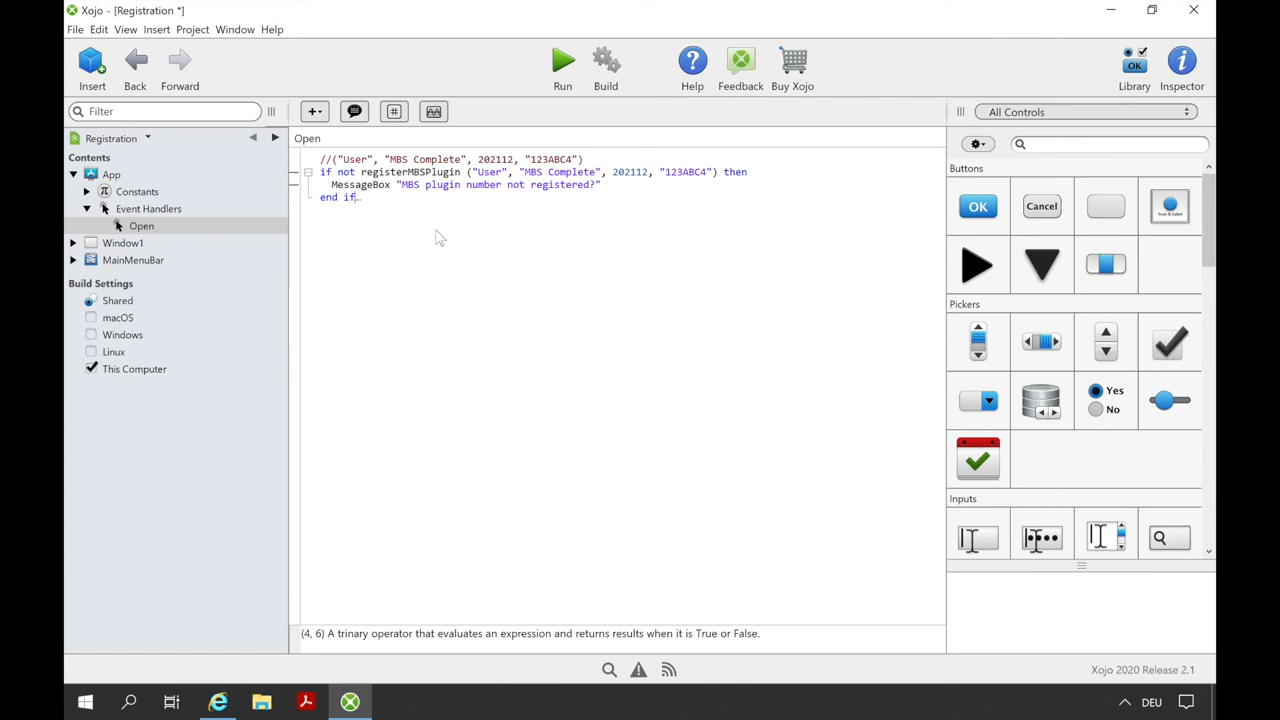 Xojo - [Registration *]
File Edit View Insert Project Window Help
Insert Back Forward Run Build Help Feedback Buy Xojo OK Library Inspector
Filter
All Controls
Registration
Open
Contents
App
Constants
Event Handlers
Open
Window1
MainMenuBar
Build Settings
Shared
macOS
Windows
Linux
This Computer
//("User", "MBS Complete", 202112, "123ABC4")
if not registerMBSPlugin ("User", "MBS Complete", 202112, "123ABC4") then
MessageBox "MBS plugin number not registered?"
end if…
Buttons
OK Cancel Icon & Label
Pickers
Yes
No
Inputs
(4, 6) A trinary operator that evaluates an expression and returns results when it is True or False.
Xojo 2020 Release 2.1
DEU